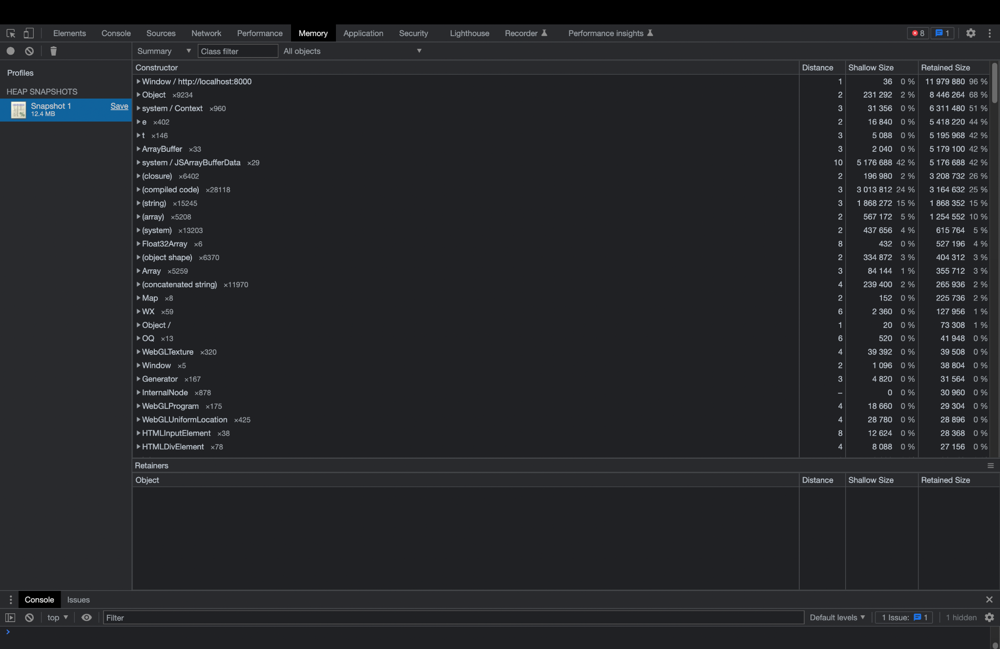 Elements Console Sources Network Performance Memory Application Security Lighthouse Recorder Performance insights 8 1
Summary ▼ Class filter All objects ▼
Profiles
HEAP SNAPSHOTS
Snapshot 1 Save
12.4 MB
Constructor Distance Shallow Size Retained Size
Window / http://localhost:8000 1 36 0 % 11 979 880 96 %
Object ×9234 2 231 292 2 % 8 446 264 68 %
system / Context ×960 3 31 356 0 % 6 311 480 51 %
e ×402 2 16 840 0 % 5 418 220 44 %
t ×146 3 5 088 0 % 5 195 968 42 %
ArrayBuffer ×33 3 2 040 0 % 5 179 100 42 %
system / JSArrayBufferData ×29 10 5 176 688 42 % 5 176 688 42 %
(closure) ×6402 2 196 980 2 % 3 208 732 26 %
(compiled code) ×28118 3 3 013 812 24 % 3 164 632 25 %
(string) ×15245 3 1 868 272 15 % 1 868 352 15 %
(array) ×5208 2 567 172 5 % 1 254 552 10 %
(system) ×13203 2 437 656 4 % 615 764 5 %
Float32Array ×6 8 432 0 % 527 196 4 %
(object shape) ×6370 2 334 872 3 % 404 312 3 %
Array ×5259 3 84 144 1 % 355 712 3 %
(concatenated string) ×11970 4 239 400 2 % 265 936 2 %
Map ×8 2 152 0 % 225 736 2 %
WX ×59 6 2 360 0 % 127 956 1 %
Object / 1 20 0 % 73 308 1 %
OQ ×13 6 520 0 % 41 948 0 %
WebGLTexture ×320 4 39 392 0 % 39 508 0 %
Window ×5 2 1 096 0 % 38 804 0 %
Generator ×167 3 4 820 0 % 31 564 0 %
InternalNode ×878 – 0 0 % 30 960 0 %
WebGLProgram ×175 4 18 660 0 % 29 304 0 %
WebGLUniformLocation ×425 4 28 780 0 % 28 896 0 %
HTMLInputElement ×38 8 12 624 0 % 28 368 0 %
HTMLDivElement ×78 4 8 088 0 % 27 156 0 %
Retainers
Object Distance Shallow Size Retained Size
Console Issues
top ▼ Filter Default levels ▼ 1 Issue: 1 1 hidden